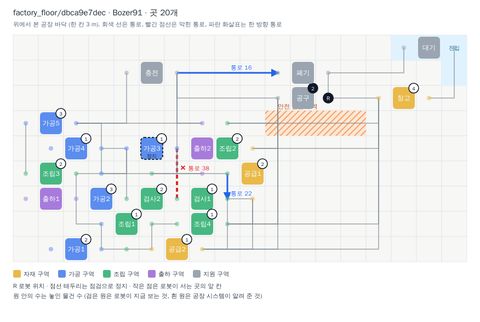 factory_floor/dbca9e7dec · Bozer91 · 곳 20개
위에서 본 공장 바닥 (한 칸 3 m). 회색 선은 통로, 빨간 점선은 막힌 통로, 파란 화살표는 한 방향 통로
대기
충전
통로 16
폐기
2
4
공구
R
창고
안전
3
가공5
1
1
1
2
가공4
가공3
출하2
조립2
2
통로 38
2
조립3
공급1
3
2
1
통로 22
출하1
가공2
검사2
검사1
1
1
조립1
조립4
2
1
가공1
공급2
자재 구역
가공 구역
조립 구역
출하 구역
지원 구역
R 로봇 위치 · 점선 테두리는 점검으로 정지 · 작은 점은 로봇이 서는 곳의 앞 칸
원 안의 수는 놓인 물건 수 (검은 원은 로봇이 지금 보는 것, 흰 원은 공장 시스템이 알려 준 것)